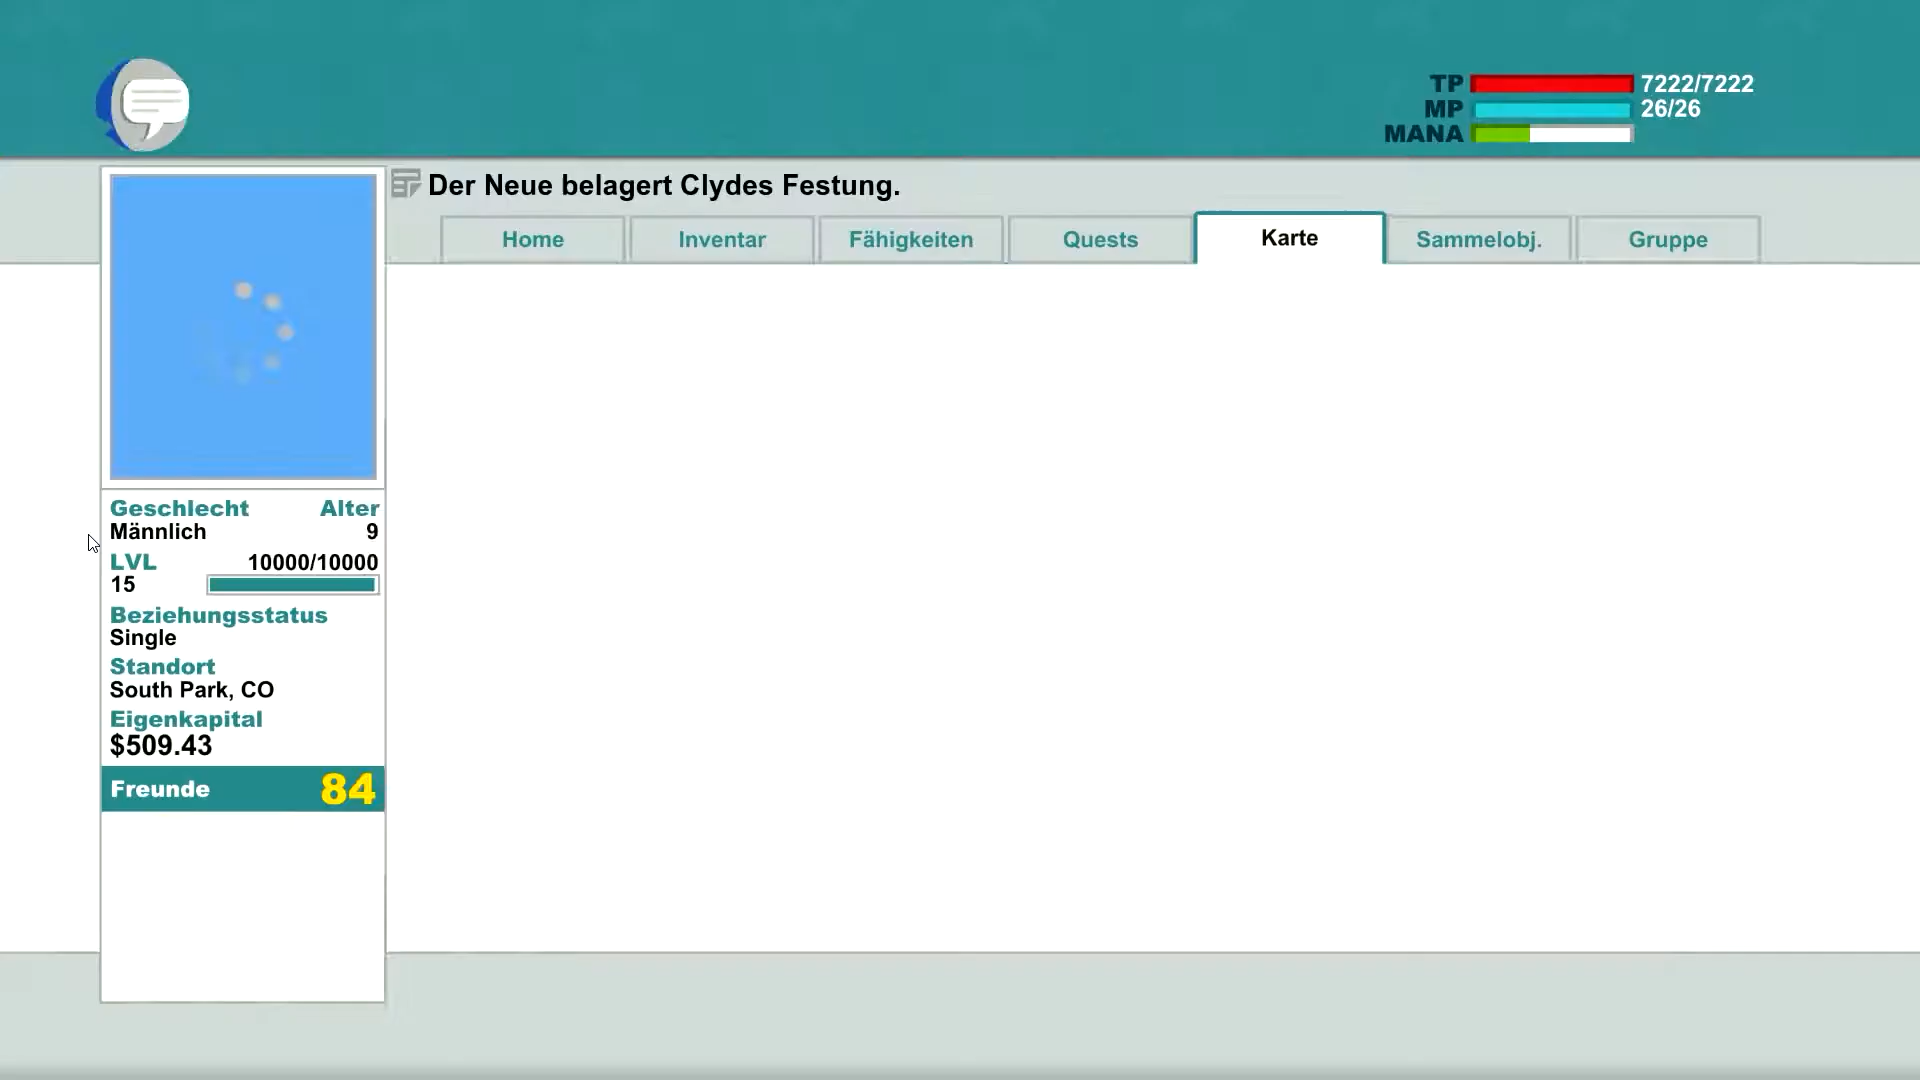 TP 7222/7222
MP 26/26
MANA
Der Neue belagert Clydes Festung.
Home Inventar Fähigkeiten Quests Karte Sammelobj. Gruppe
Geschlecht Alter
Männlich 9
LVL 10000/10000
15
Beziehungsstatus
Single
Standort
South Park, CO
Eigenkapital
$509.43
Freunde 84